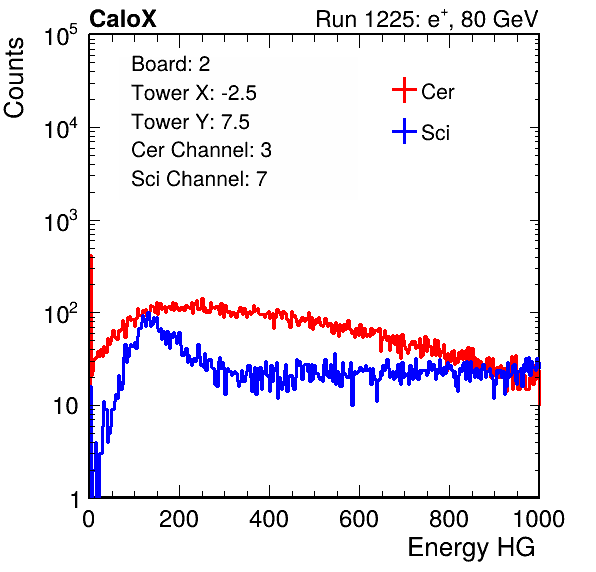 CaloX Run 1225: e⁺, 80 GeV
Counts
10⁵
10⁴
10³
10²
10
1
Board: 2
Tower X: -2.5
Tower Y: 7.5
Cer Channel: 3
Sci Channel: 7
Cer
Sci
0 200 400 600 800 1000
Energy HG